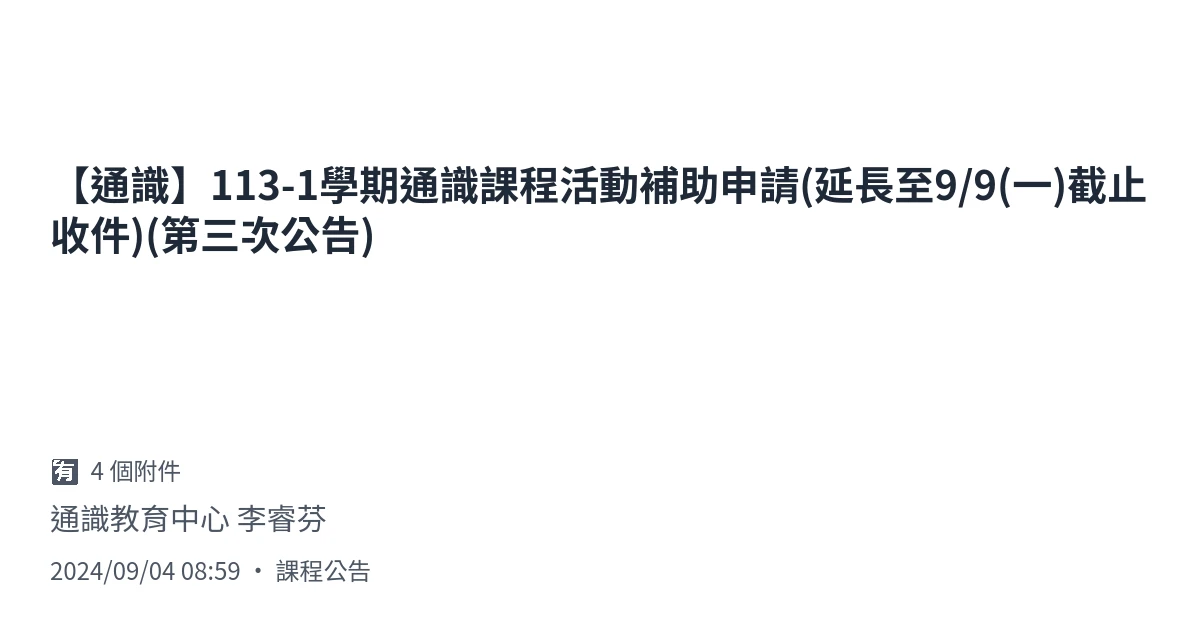 【通識】113-1學期通識課程活動補助申請(延長至9/9(一)截止
收件)(第三次公告)
🈶 4 個附件
通識教育中心 李睿芬
2024/09/04 08:59 • 課程公告